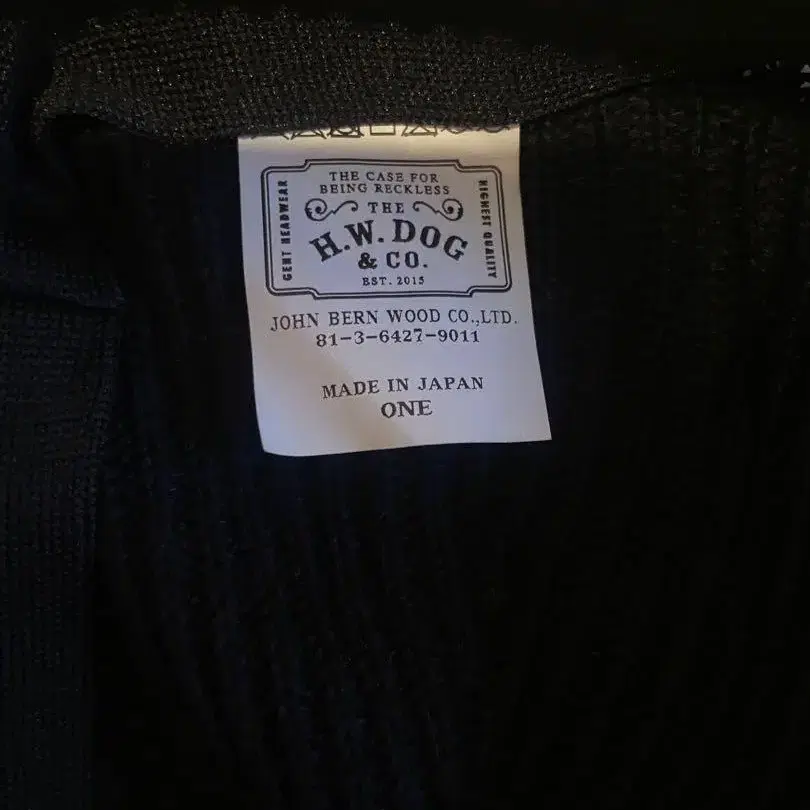 THE CASE FOR
BEING RECKLESS
GENT HEADWEAR
HIGHEST QUALITY
THE
H.W. DOG
& CO.
EST. 2015
JOHN BERN WOOD CO.,LTD.
81-3-6427-9011
MADE IN JAPAN
ONE